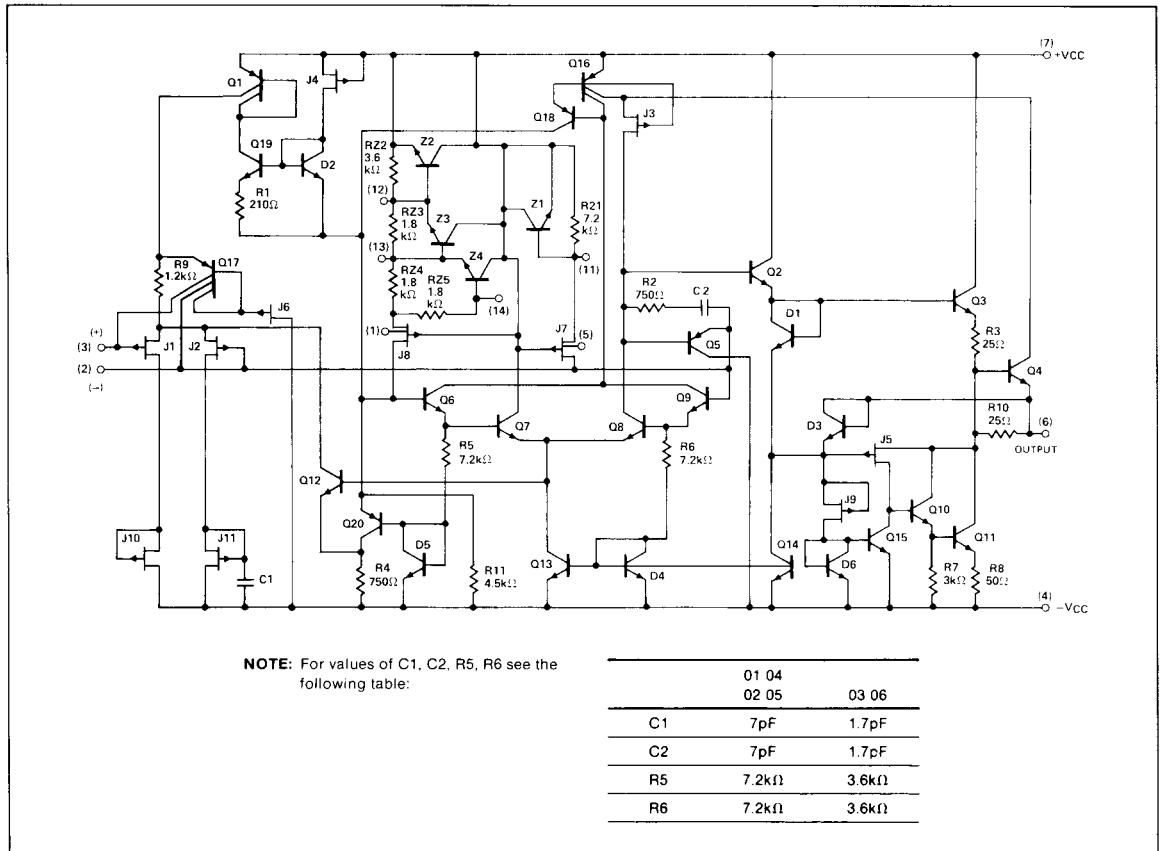 (7)
+VCC
Q16
Q1
J4
Q18
J3
Q19
D2
RZ2
3.6
kΩ
Z2
(12)
R1
210Ω
RZ3
1.8
kΩ
Z3
Z1
R21
7.2
kΩ
(13)
Z4
(11)
R9
1.2kΩ
Q17
RZ4
1.8
kΩ
RZ5
1.8
kΩ
(14)
J6
Q2
R2
750Ω
C2
D1
Q3
R3
25Ω
(1)
J8
J7
(5)
Q5
(+)
(3)
J1
J2
(2)
(−)
Q4
Q6
Q7
Q8
Q9
D3
R10
25Ω
(6)
OUTPUT
R5
7.2kΩ
R6
7.2kΩ
J5
Q12
J9
Q10
J10
J11
C1
Q20
D5
R4
750Ω
R11
4.5kΩ
Q13
D4
Q14
D6
Q15
Q11
R7
3kΩ
R8
50Ω
(4)
−VCC
NOTE: For values of C1, C2, R5, R6 see the
following table:
01 04
02 05 03 06
C1 7pF 1.7pF
C2 7pF 1.7pF
R5 7.2kΩ 3.6kΩ
R6 7.2kΩ 3.6kΩ